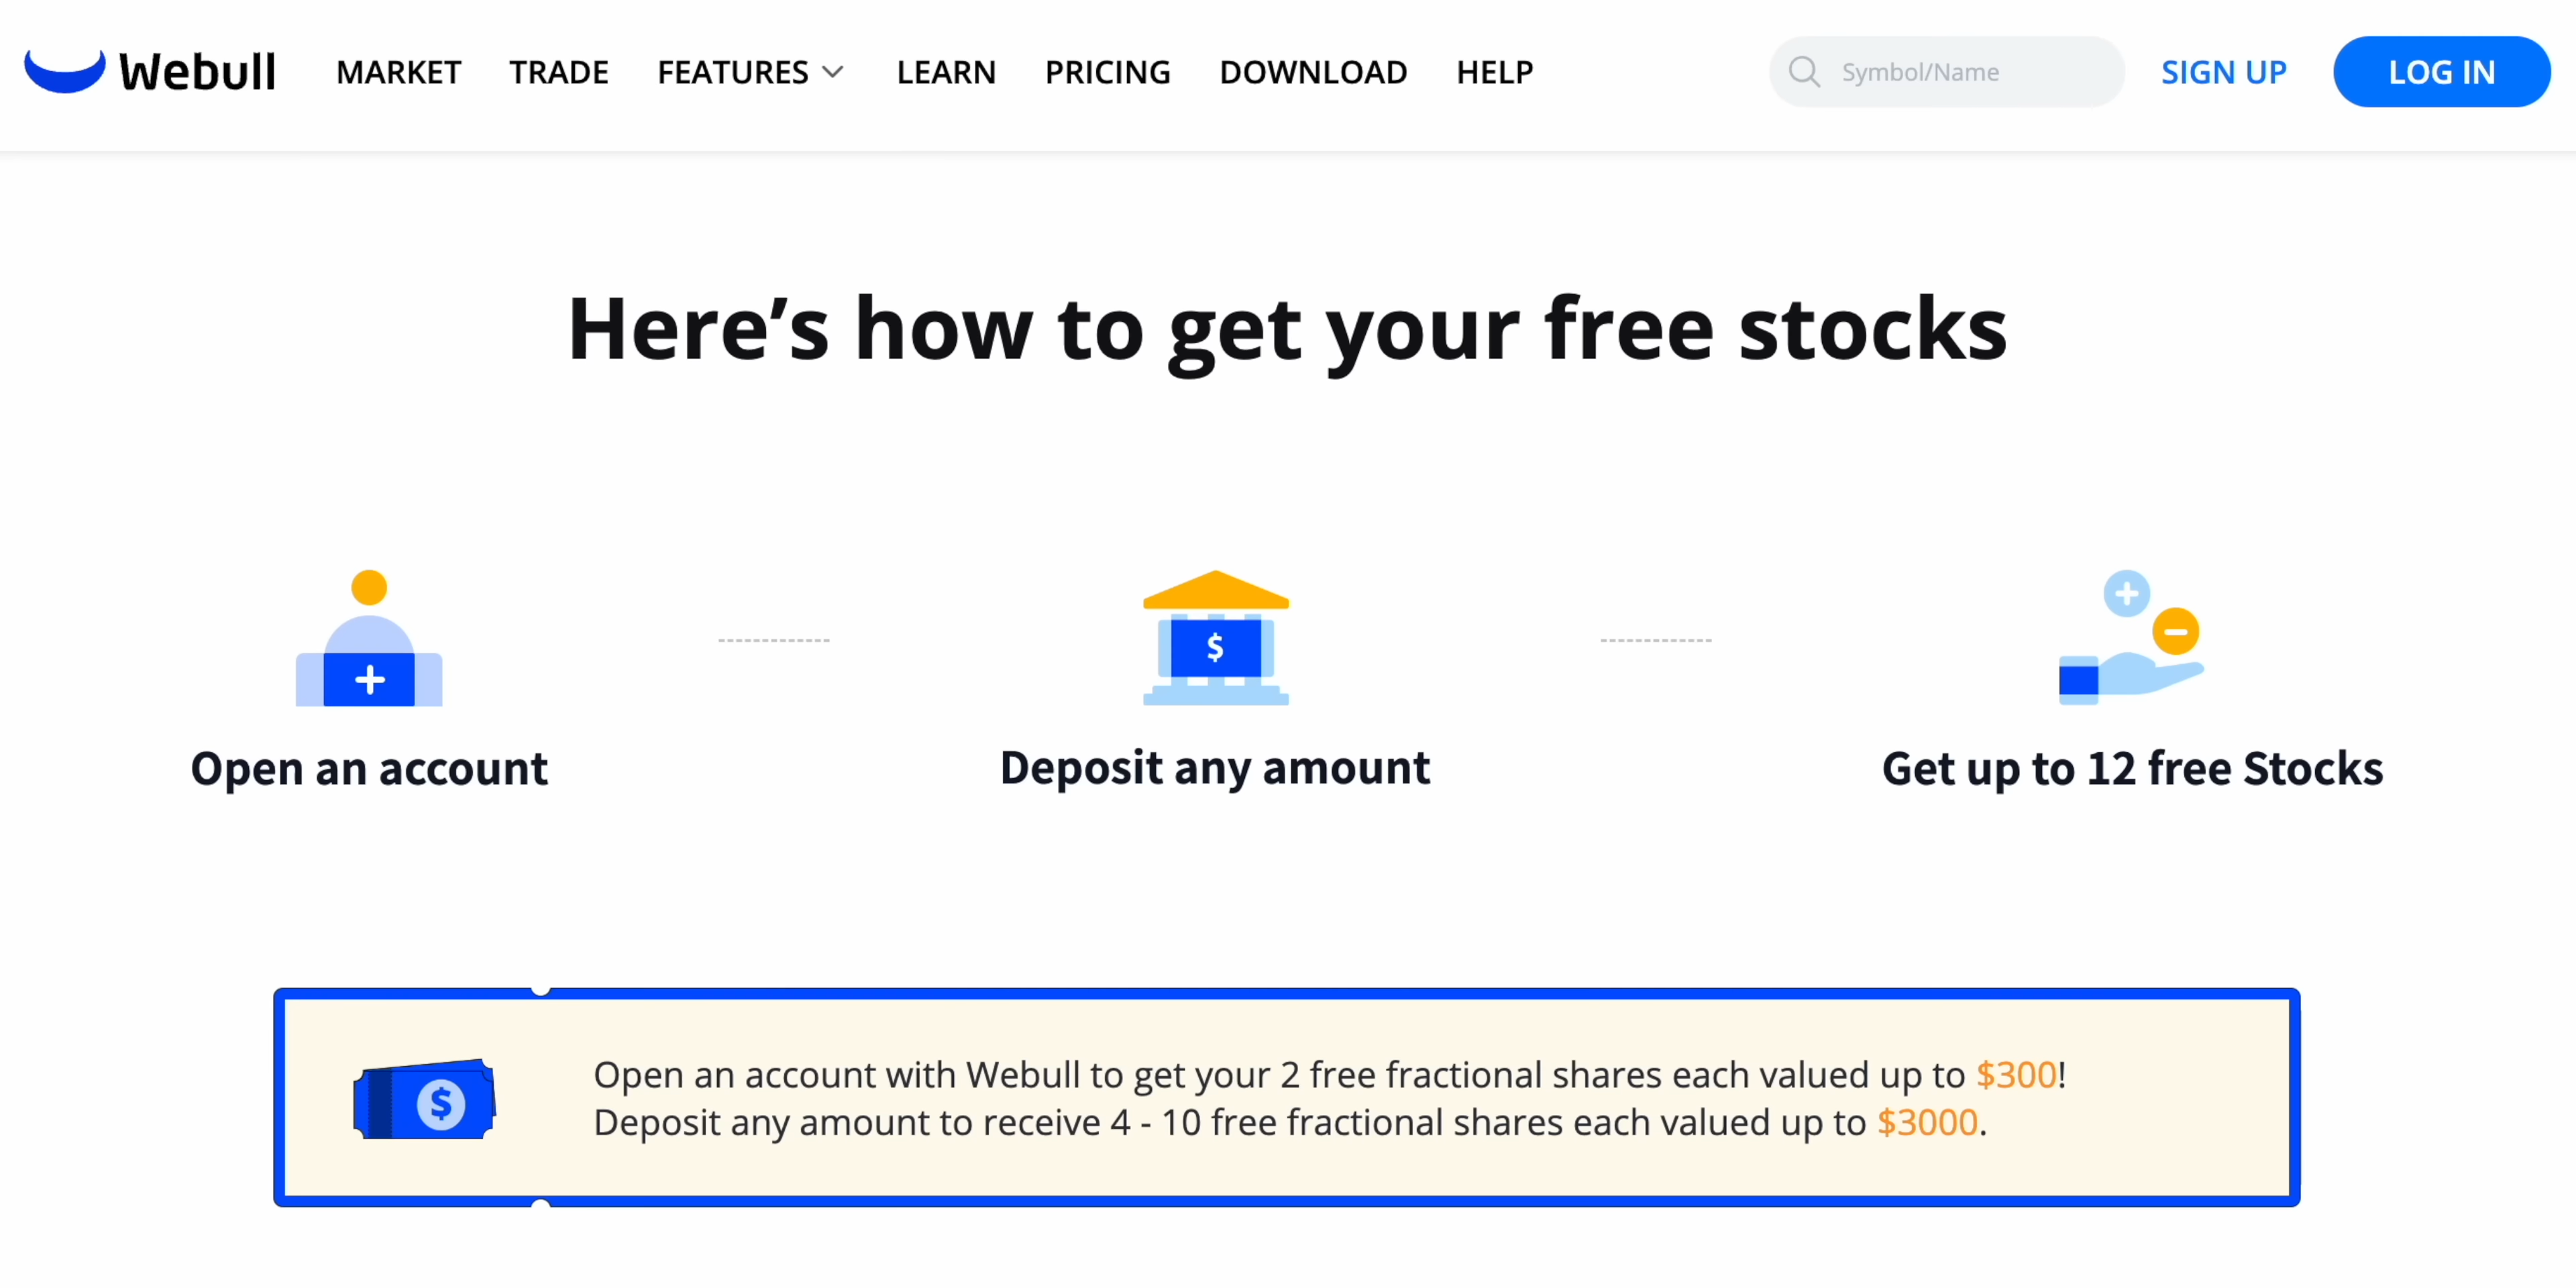 Webull MARKET TRADE FEATURES LEARN PRICING DOWNLOAD HELP Symbol/Name SIGN UP LOG IN
Here’s how to get your free stocks
+ $ + −
Open an account Deposit any amount Get up to 12 free Stocks
Open an account with Webull to get your 2 free fractional shares each valued up to $300!
$
Deposit any amount to receive 4 - 10 free fractional shares each valued up to $3000.